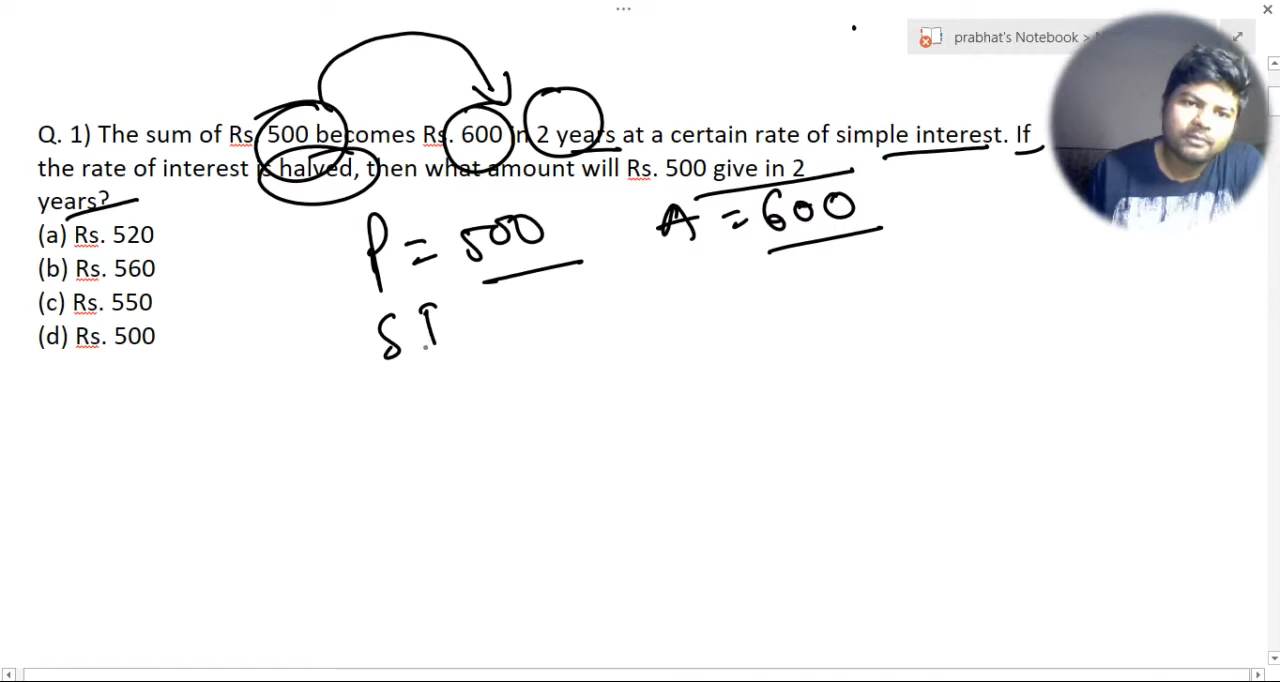 prabhat's Notebook >
Q. 1) The sum of Rs. 500 becomes Rs. 600 in 2 years at a certain rate of simple interest. If
the rate of interest is halved, then what amount will Rs. 500 give in 2
years?
(a) Rs. 520
(b) Rs. 560
(c) Rs. 550
(d) Rs. 500
P = 500
A = 600
S I